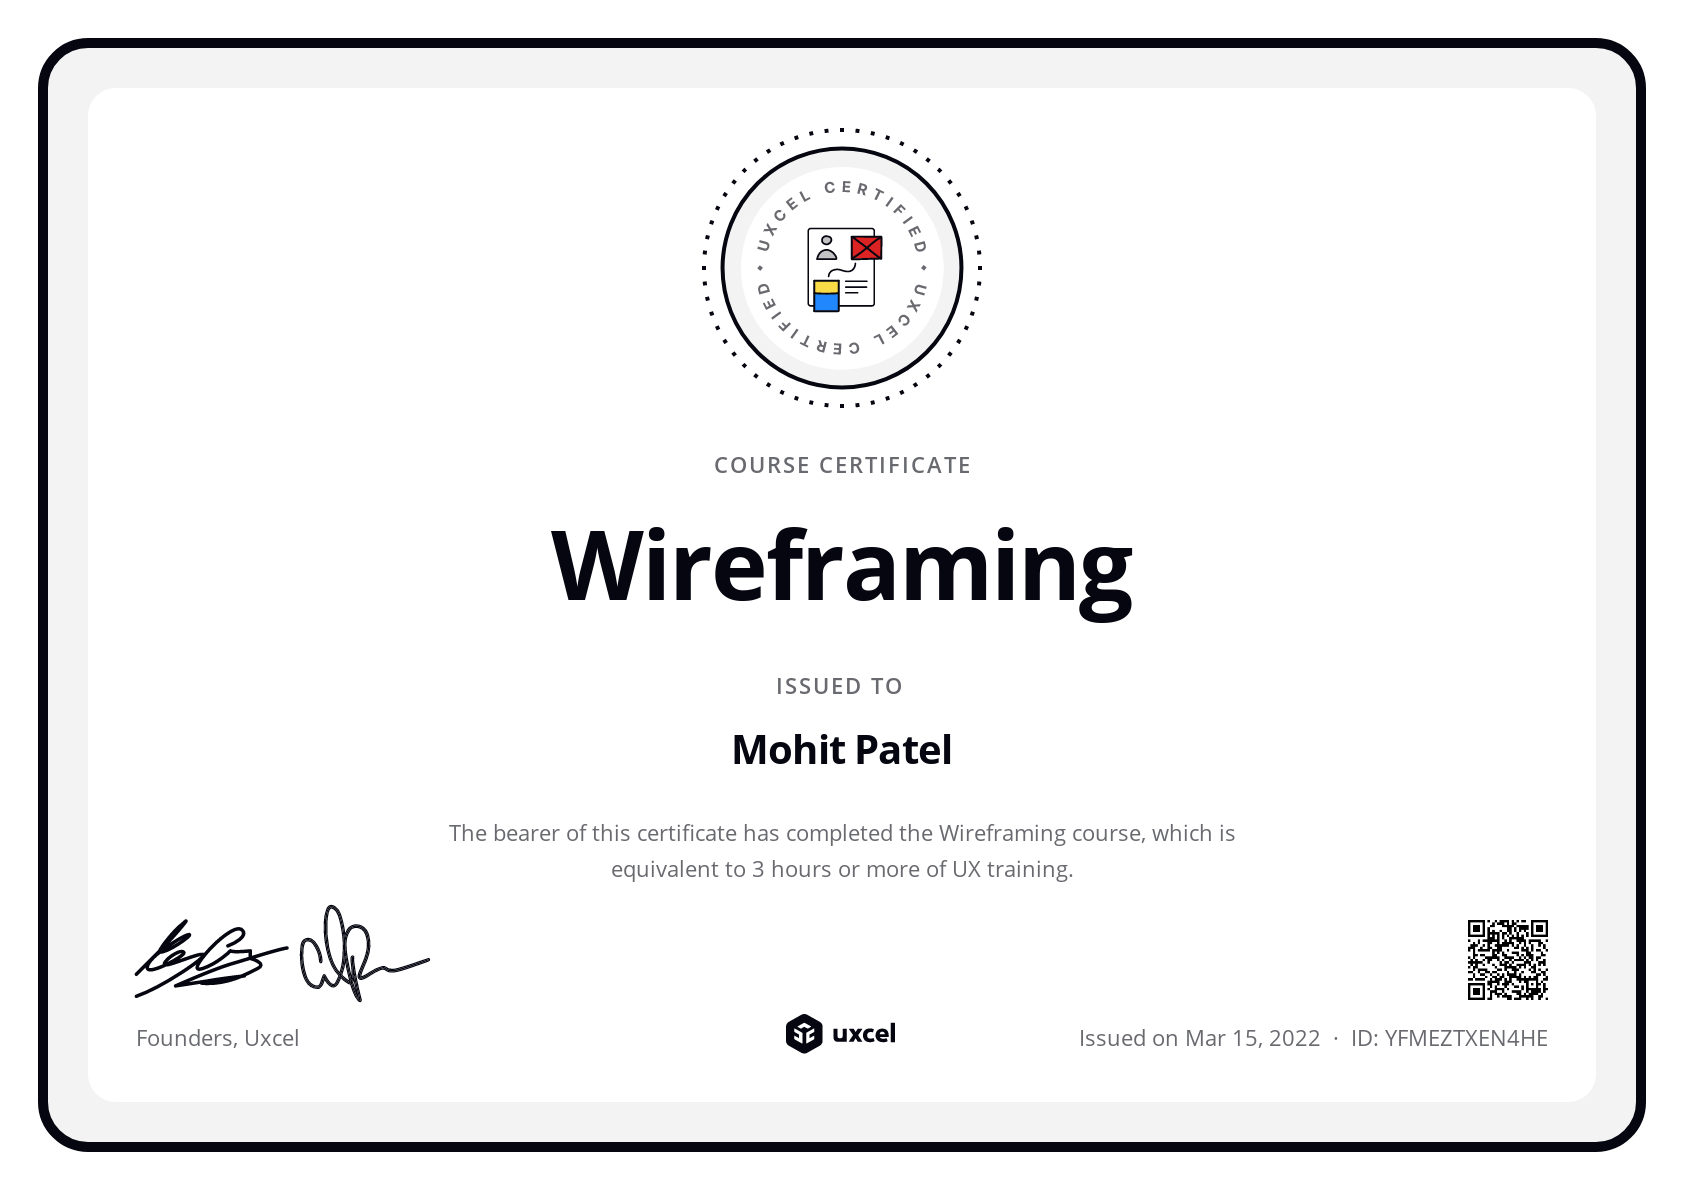 UXCEL CERTIFIED • UXCEL CERTIFIED •
COURSE CERTIFICATE
Wireframing
ISSUED TO
Mohit Patel
The bearer of this certificate has completed the Wireframing course, which is
equivalent to 3 hours or more of UX training.
Founders, Uxcel
uxcel
Issued on Mar 15, 2022 · ID: YFMEZTXEN4HE